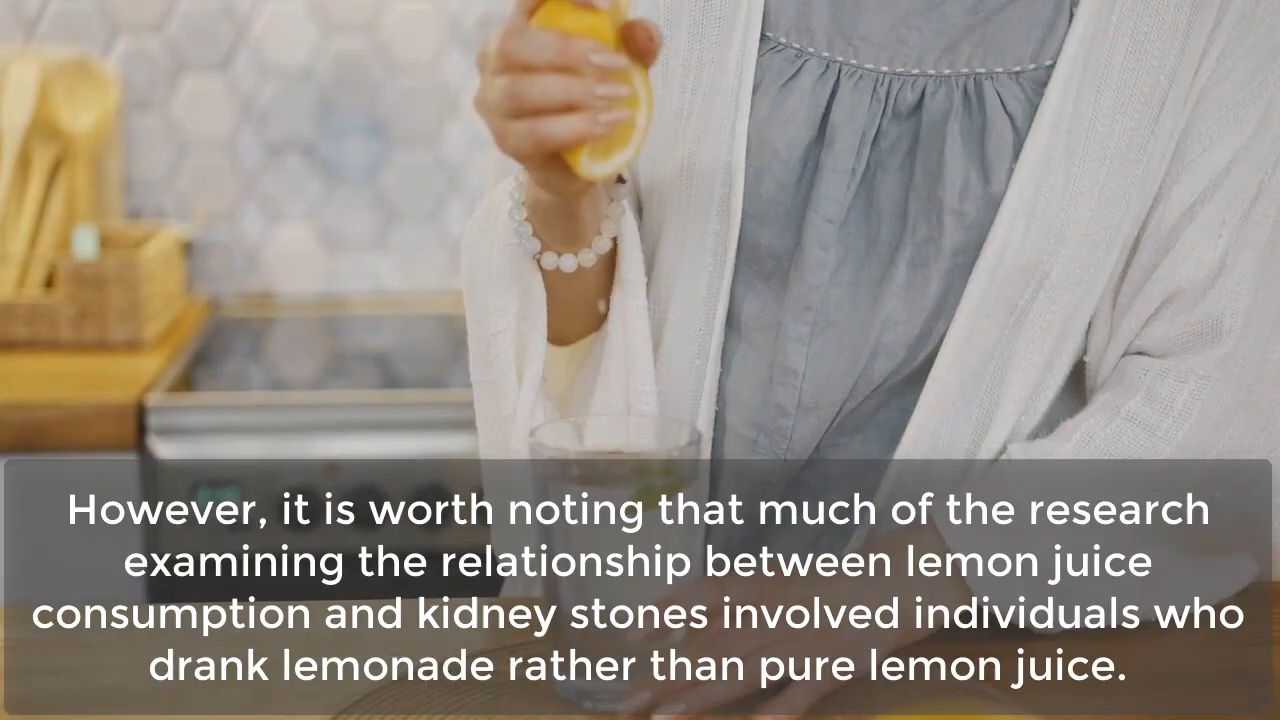 However, it is worth noting that much of the research
examining the relationship between lemon juice
consumption and kidney stones involved individuals who
drank lemonade rather than pure lemon juice.